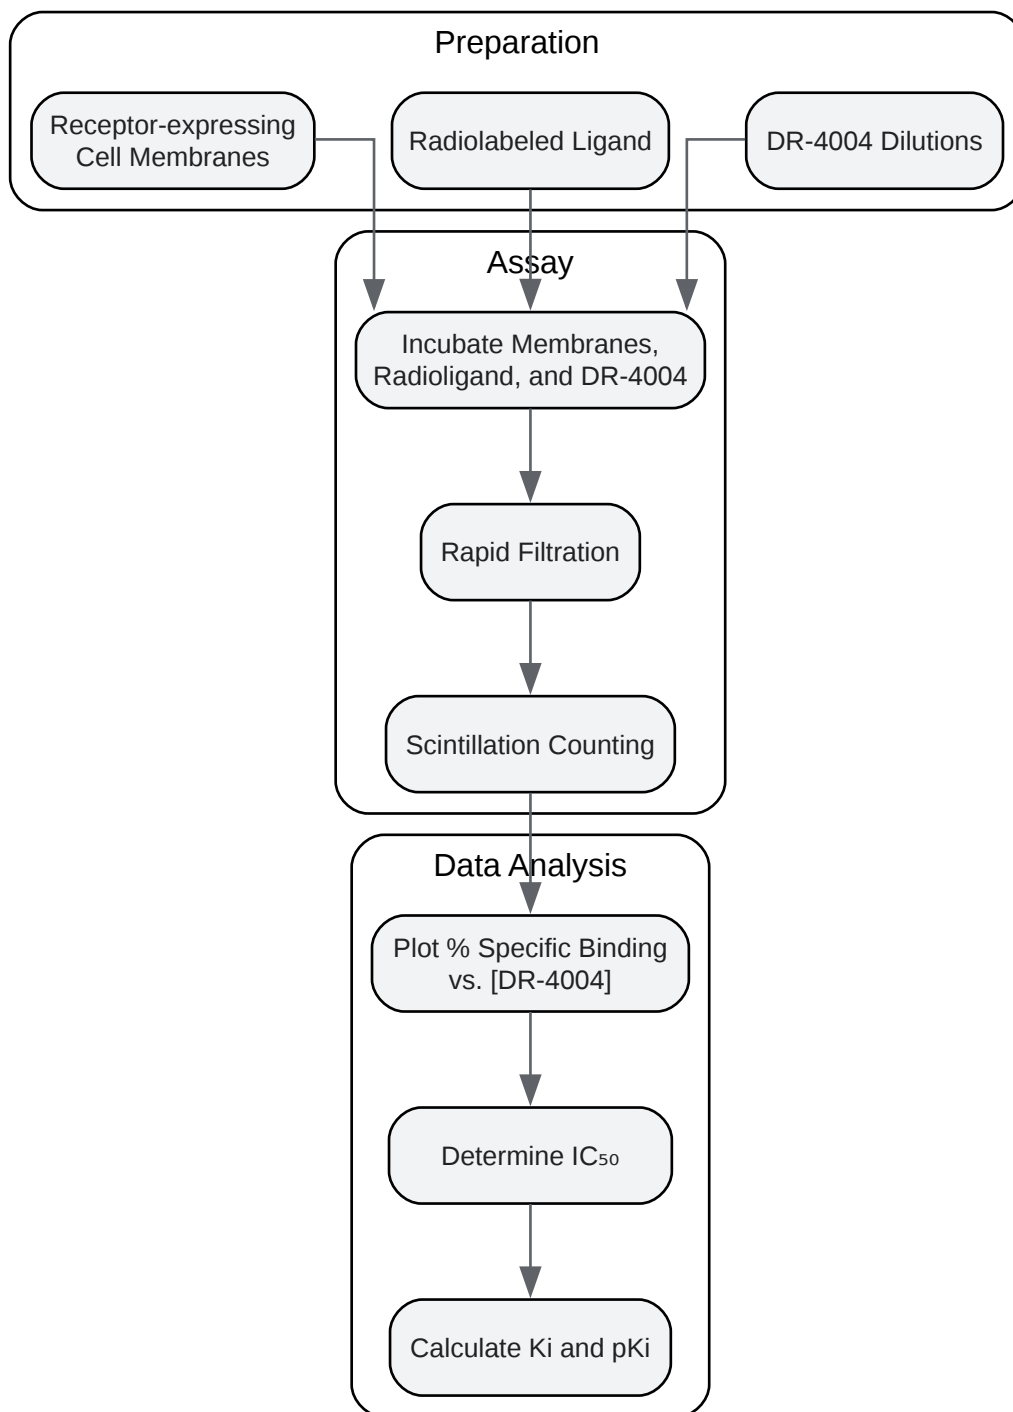 Preparation
Receptor-expressing
Cell Membranes
Radiolabeled Ligand
DR-4004 Dilutions
Assay
Incubate Membranes,
Radioligand, and DR-4004
Rapid Filtration
Scintillation Counting
Data Analysis
Plot % Specific Binding
vs. [DR-4004]
Determine IC₅₀
Calculate Ki and pKi